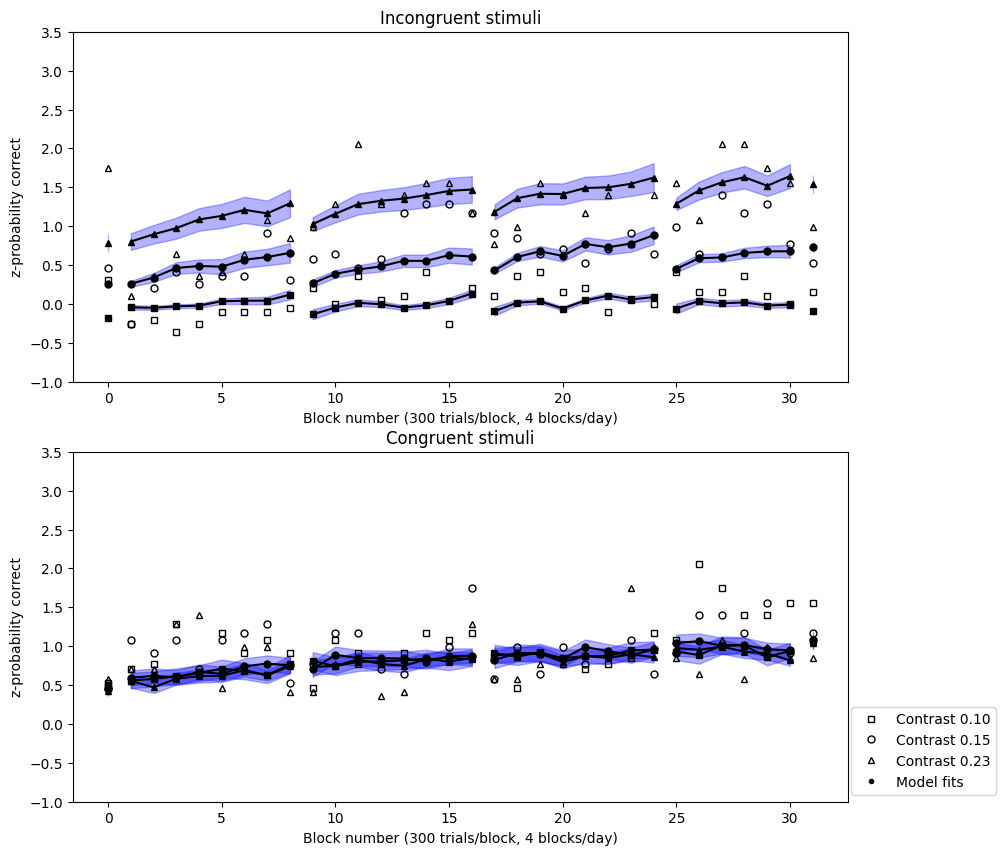 Incongruent stimuli
3.5
3.0
2.5
2.0
1.5
1.0
0.5
0.0
−0.5
−1.0
z-probability correct
0 5 10 15 20 25 30
Block number (300 trials/block, 4 blocks/day)
Congruent stimuli
3.5
3.0
2.5
2.0
1.5
1.0
0.5
0.0
−0.5
−1.0
z-probability correct
0 5 10 15 20 25 30
Block number (300 trials/block, 4 blocks/day)
Contrast 0.10
Contrast 0.15
Contrast 0.23
Model fits